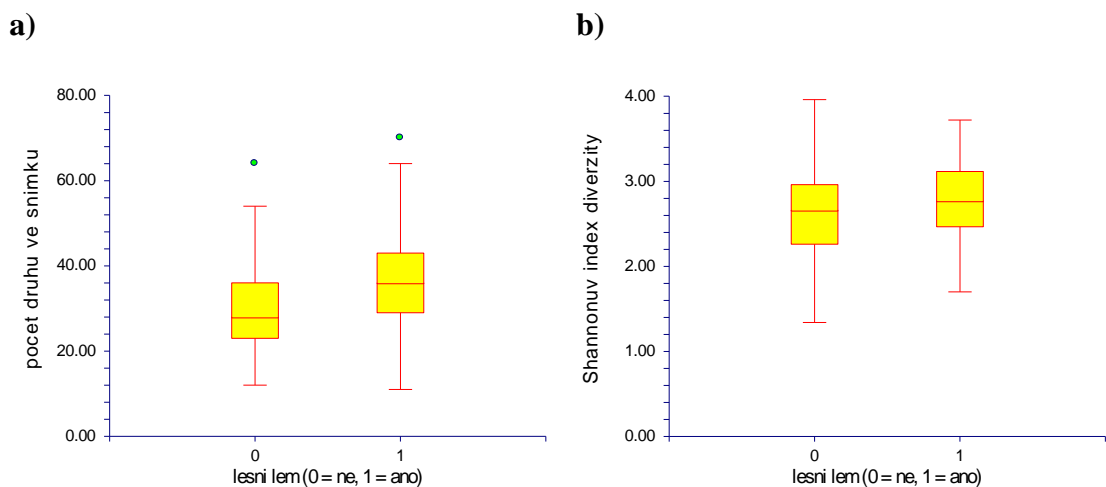 a)
b)
80.00
60.00
40.00
20.00
0.00
pocet druhu ve snimku
0
1
lesni lem (0 = ne, 1 = ano)
4.00
3.00
2.00
1.00
0.00
Shannonuv index diverzity
0
1
lesni lem (0 = ne, 1 = ano)